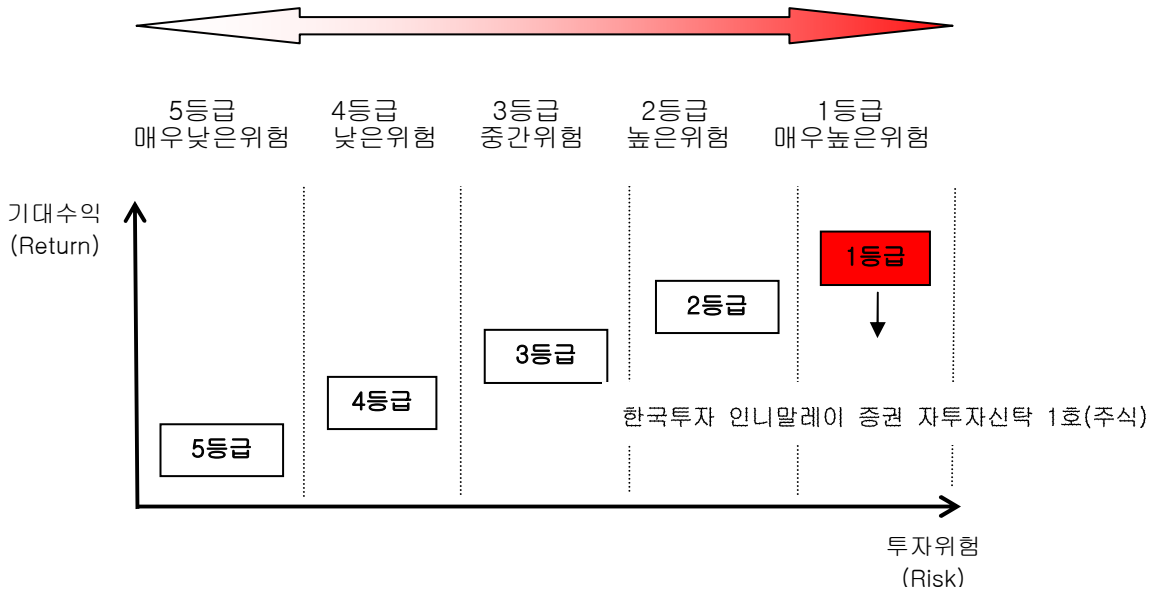 5등급
매우낮은위험
4등급
낮은위험
3등급
중간위험
2등급
높은위험
1등급
매우높은위험
기대수익
(Return)
1등급
2등급
3등급
4등급
한국투자 인니말레이 증권 자투자신탁 1호(주식)
5등급
투자위험
(Risk)